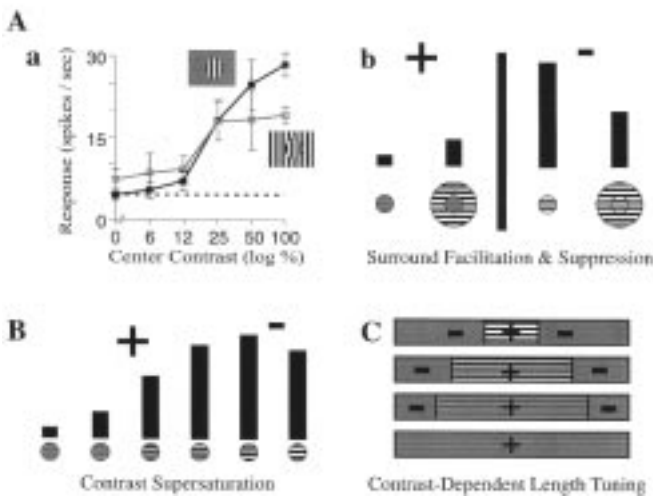 A
a
b
30
15
0
Response (spikes / sec)
0 6 12 25 50 100
Center Contrast (log %)
+ -
Surround Facilitation & Suppression
B
+ -
Contrast Supersaturation
C
- + -
- + -
- + -
+
Contrast-Dependent Length Tuning